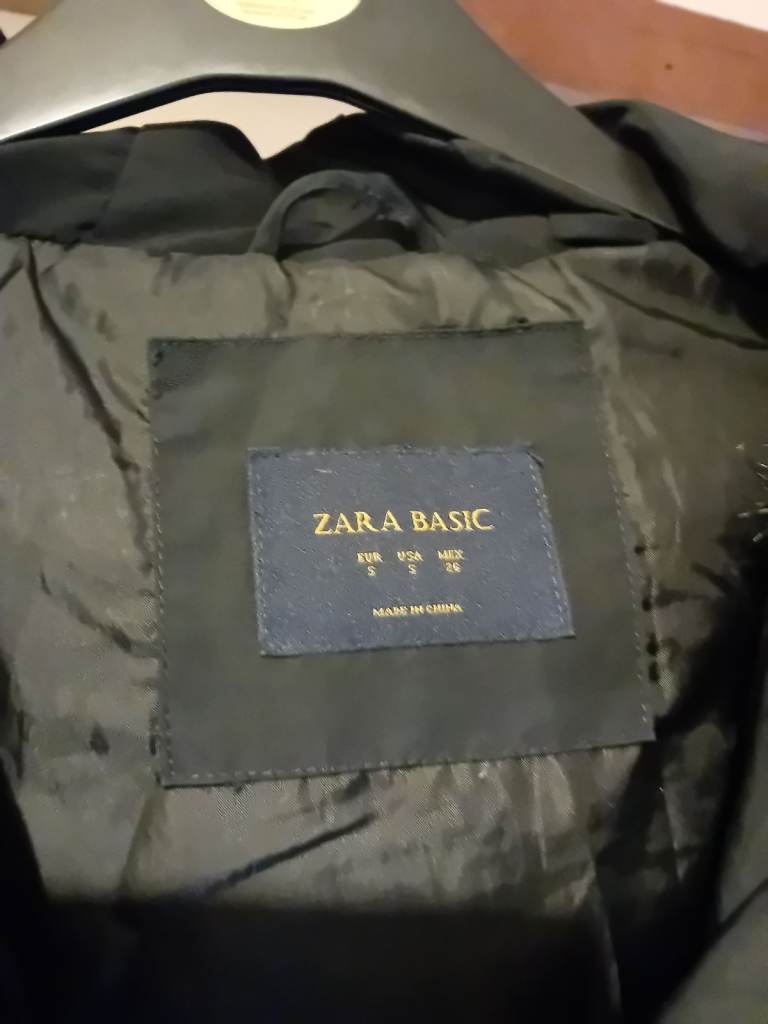 ZARA BASIC
EUR USA MEX
S S 26
MADE IN CHINA